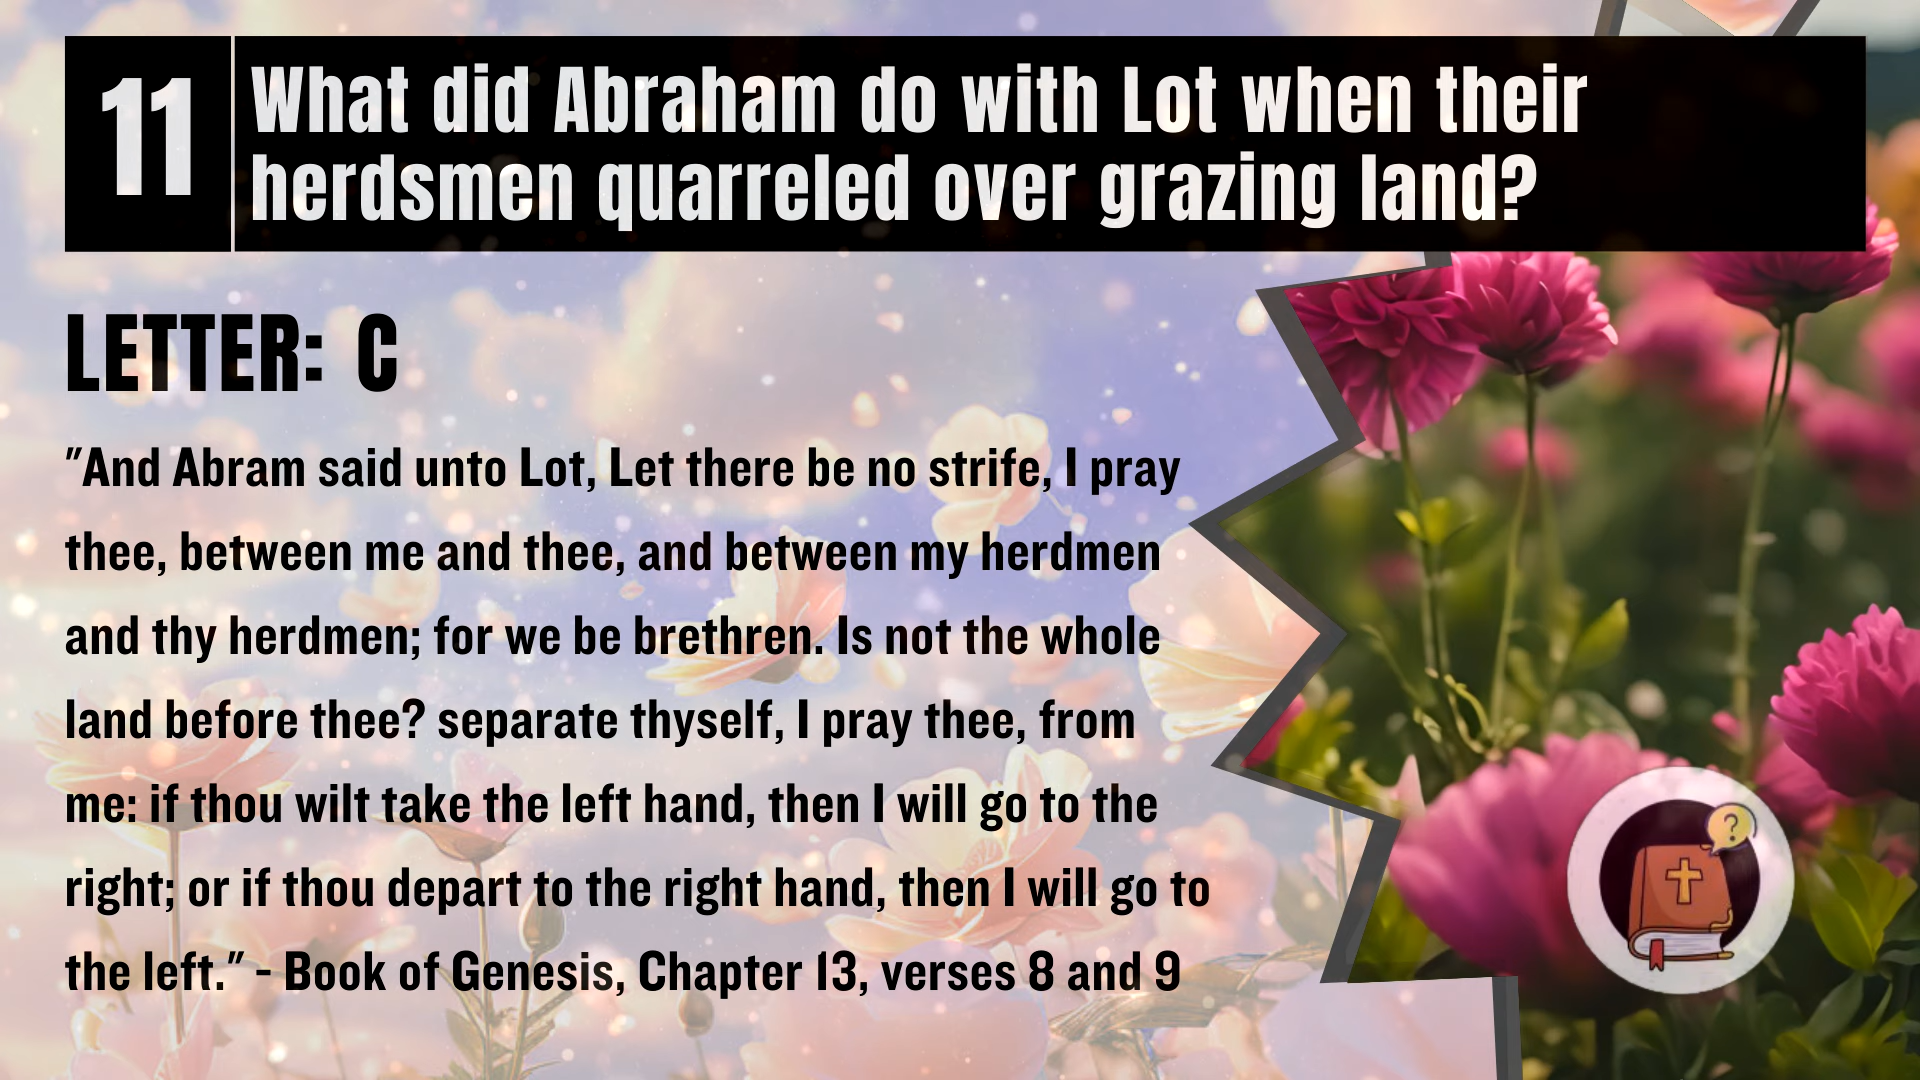 11
What did Abraham do with Lot when their
herdsmen quarreled over grazing land?
LETTER: C
"And Abram said unto Lot, Let there be no strife, I pray
thee, between me and thee, and between my herdmen
and thy herdmen; for we be brethren. Is not the whole
land before thee? separate thyself, I pray thee, from
me: if thou wilt take the left hand, then I will go to the
right; or if thou depart to the right hand, then I will go to
the left." - Book of Genesis, Chapter 13, verses 8 and 9
?